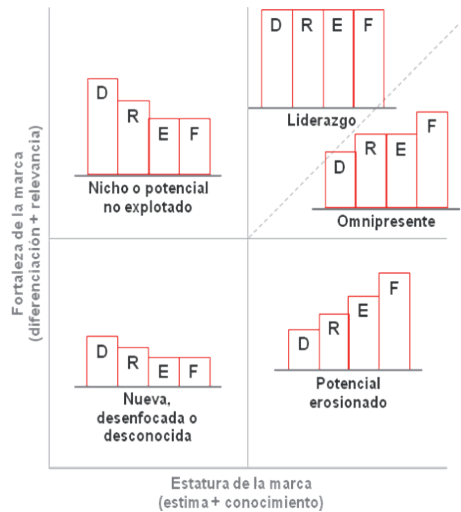 D R E F
Liderazgo
D
R
E F
Nicho o potencial
no explotado
D
R E
F
Omnipresente
D
R
E F
Nueva,
desenfocada o
desconocida
D
R
E
F
Potencial
erosionado
Fortaleza de la marca
(diferenciación + relevancia)
Estatura de la marca
(estima + conocimiento)